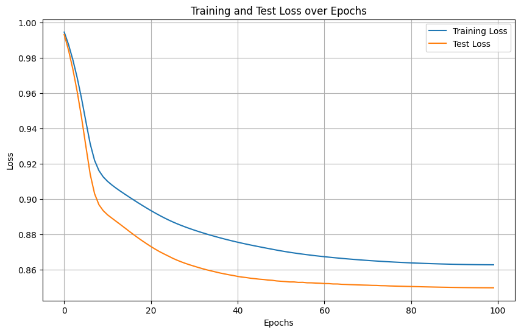 Training and Test Loss over Epochs
Training Loss
Test Loss
1.00
0.98
0.96
0.94
0.92
0.90
0.88
0.86
Loss
0
20
40
60
80
100
Epochs